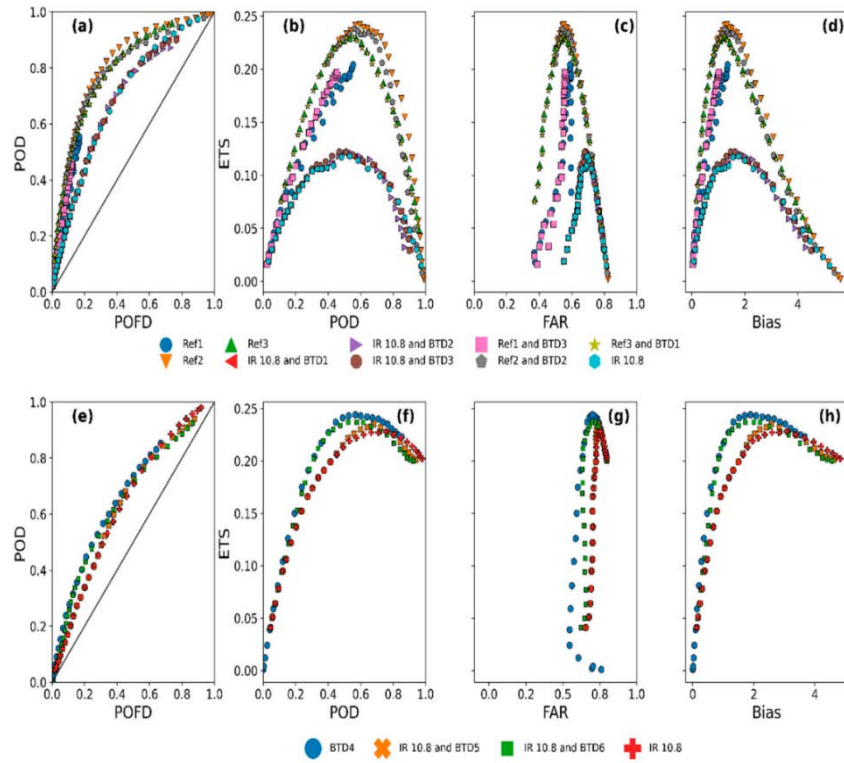 (a) (b) (c) (d)
1.0 0.25
0.8 0.20
0.6 0.15
0.4 0.10
0.2 0.05
0.0 0.00
POD ETS
0.0 0.2 0.4 0.6 0.8 1.0 0.0 0.2 0.4 0.6 0.8 1.0 0.0 0.2 0.4 0.6 0.8 1.0 0 2 4
POFD POD FAR Bias
Ref1 Ref3 IR 10.8 and BTD2 Ref1 and BTD3 Ref3 and BTD1
Ref2 IR 10.8 and BTD1 IR 10.8 and BTD3 Ref2 and BTD2 IR 10.8
(e) (f) (g) (h)
1.0 0.25
0.8 0.20
0.6 0.15
0.4 0.10
0.2 0.05
0.0 0.00
POD ETS
0.0 0.2 0.4 0.6 0.8 1.0 0.0 0.2 0.4 0.6 0.8 1.0 0.0 0.2 0.4 0.6 0.8 1.0 0 2 4
POFD POD FAR Bias
BTD4 IR 10.8 and BTD5 IR 10.8 and BTD6 IR 10.8